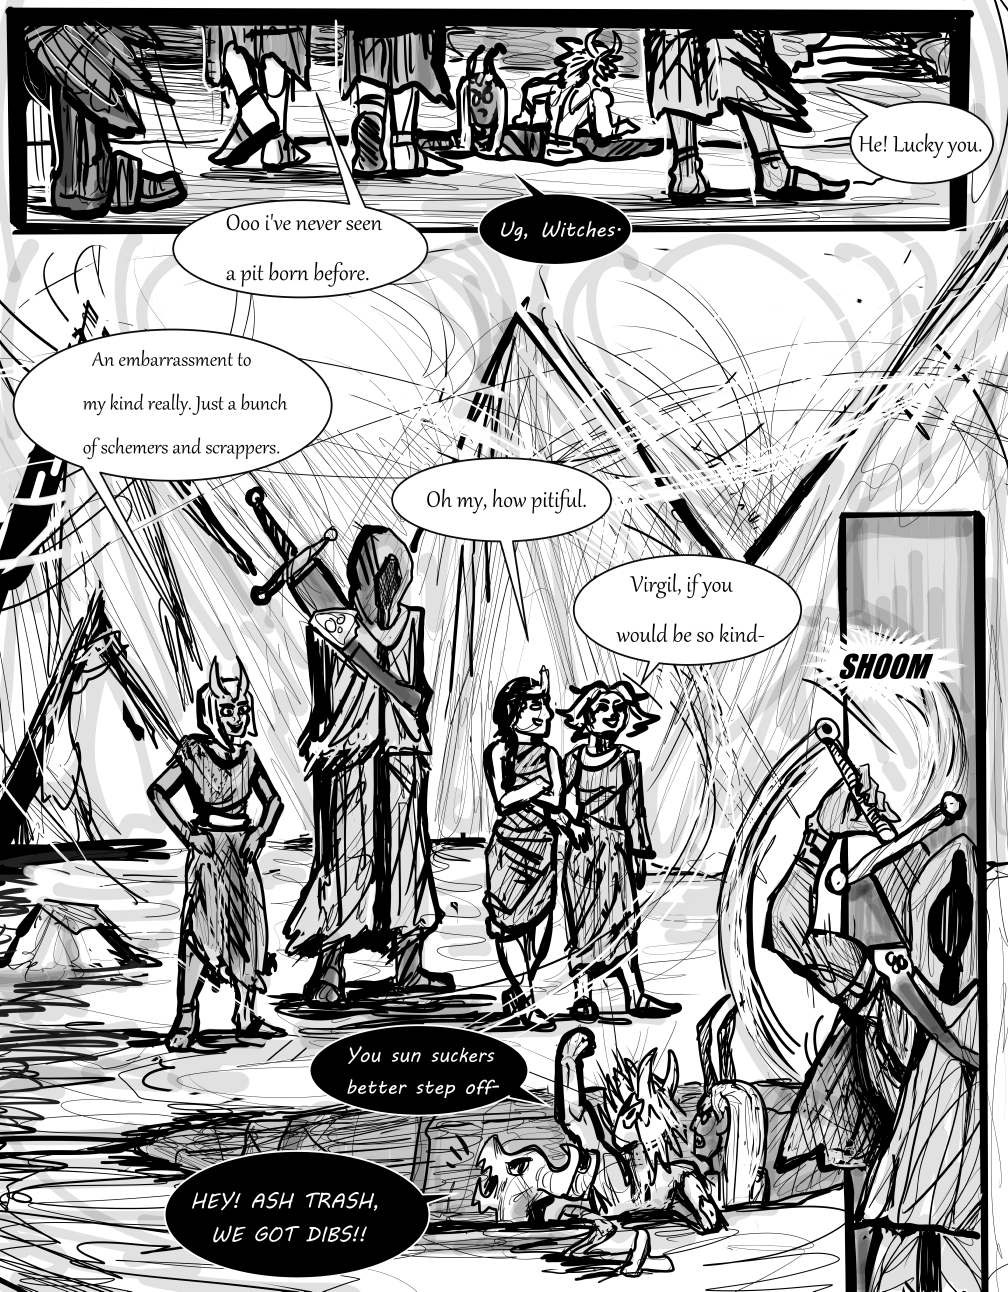 He! Lucky you.
Ooo i've never seen
a pit born before.
Ug, Witches.
An embarrassment to
my kind really. Just a bunch
of schemers and scrappers.
Oh my, how pitiful.
Virgil, if you
would be so kind-
SHOOM
You sun suckers
better step off-
HEY! ASH TRASH,
WE GOT DIBS!!